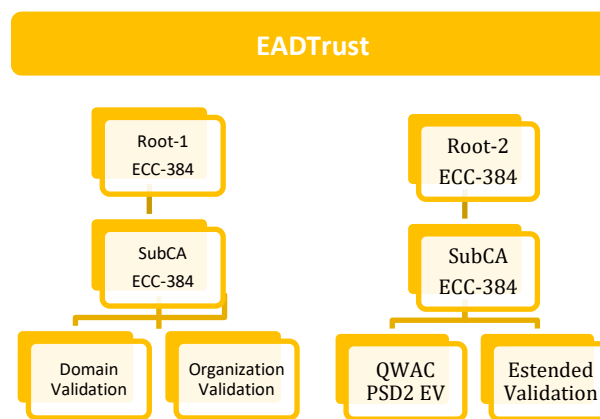 EADTrust
Root-1
ECC-384
Root-2
ECC-384
SubCA
ECC-384
SubCA
ECC-384
Domain
Validation
Organization
Validation
QWAC
PSD2 EV
Estended
Validation